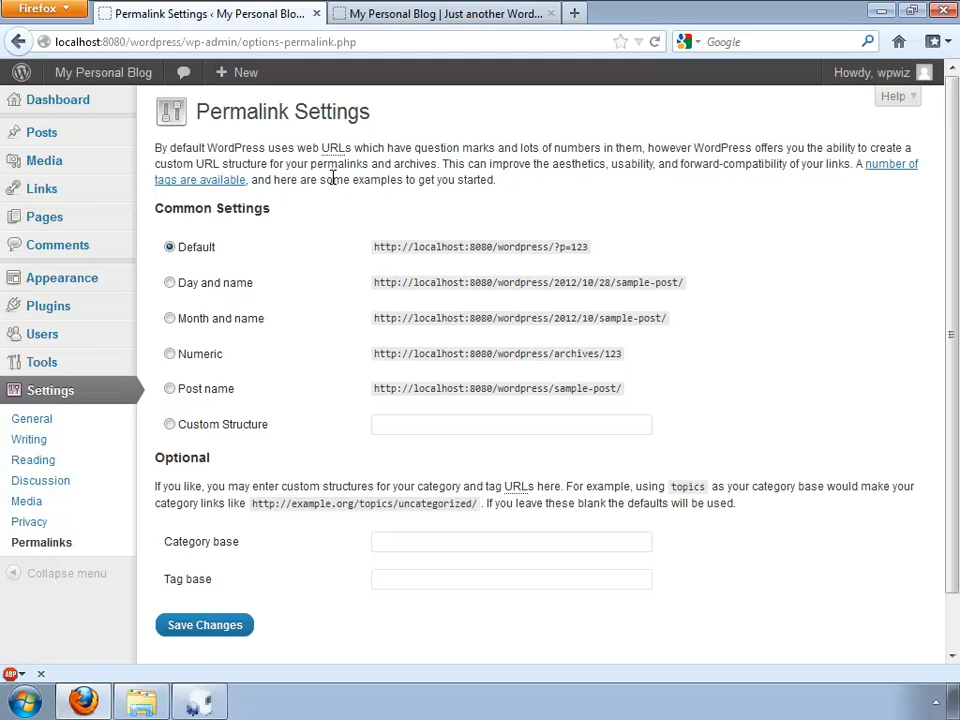 Firefox
Permalink Settings ‹ My Personal Blo... ×
My Personal Blog | Just another Word... ×
localhost:8080/wordpress/wp-admin/options-permalink.php
Google
My Personal Blog
+ New
Howdy, wpwiz
Help
Dashboard
Posts
Media
Links
Pages
Comments
Appearance
Plugins
Users
Tools
Settings
General
Writing
Reading
Discussion
Media
Privacy
Permalinks
Collapse menu
Permalink Settings
By default WordPress uses web URLs which have question marks and lots of numbers in them, however WordPress offers you the ability to create a
custom URL structure for your permalinks and archives. This can improve the aesthetics, usability, and forward-compatibility of your links. A number of
tags are available, and here are some examples to get you started.
Common Settings
Default http://localhost:8080/wordpress/?p=123
Day and name http://localhost:8080/wordpress/2012/10/28/sample-post/
Month and name http://localhost:8080/wordpress/2012/10/sample-post/
Numeric http://localhost:8080/wordpress/archives/123
Post name http://localhost:8080/wordpress/sample-post/
Custom Structure
Optional
If you like, you may enter custom structures for your category and tag URLs here. For example, using topics as your category base would make your
category links like http://example.org/topics/uncategorized/ . If you leave these blank the defaults will be used.
Category base
Tag base
Save Changes
ABP